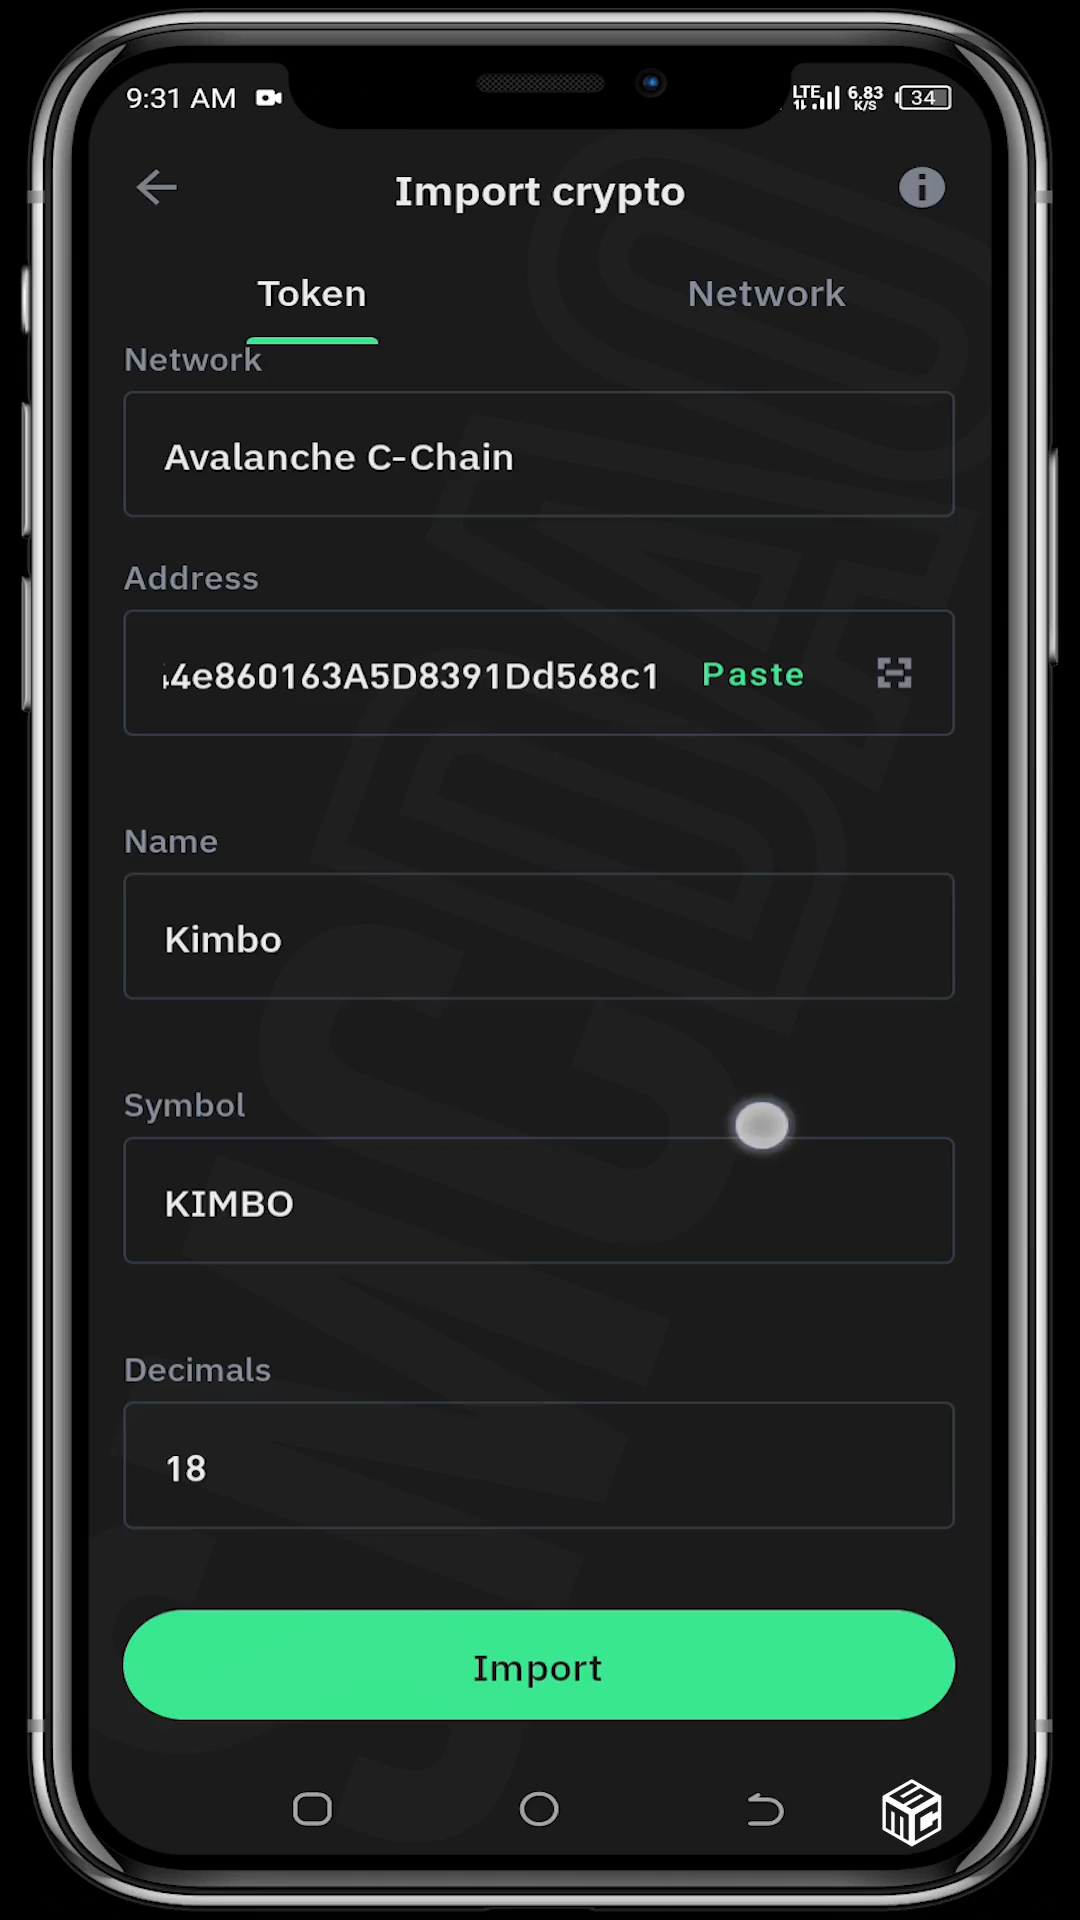 9:31 AM
LTE 6.83 K/S 34
Import crypto
Token
Network
Network
Avalanche C-Chain
Address
4e860163A5D8391Dd568c1
Paste
Name
Kimbo
Symbol
KIMBO
Decimals
18
Import